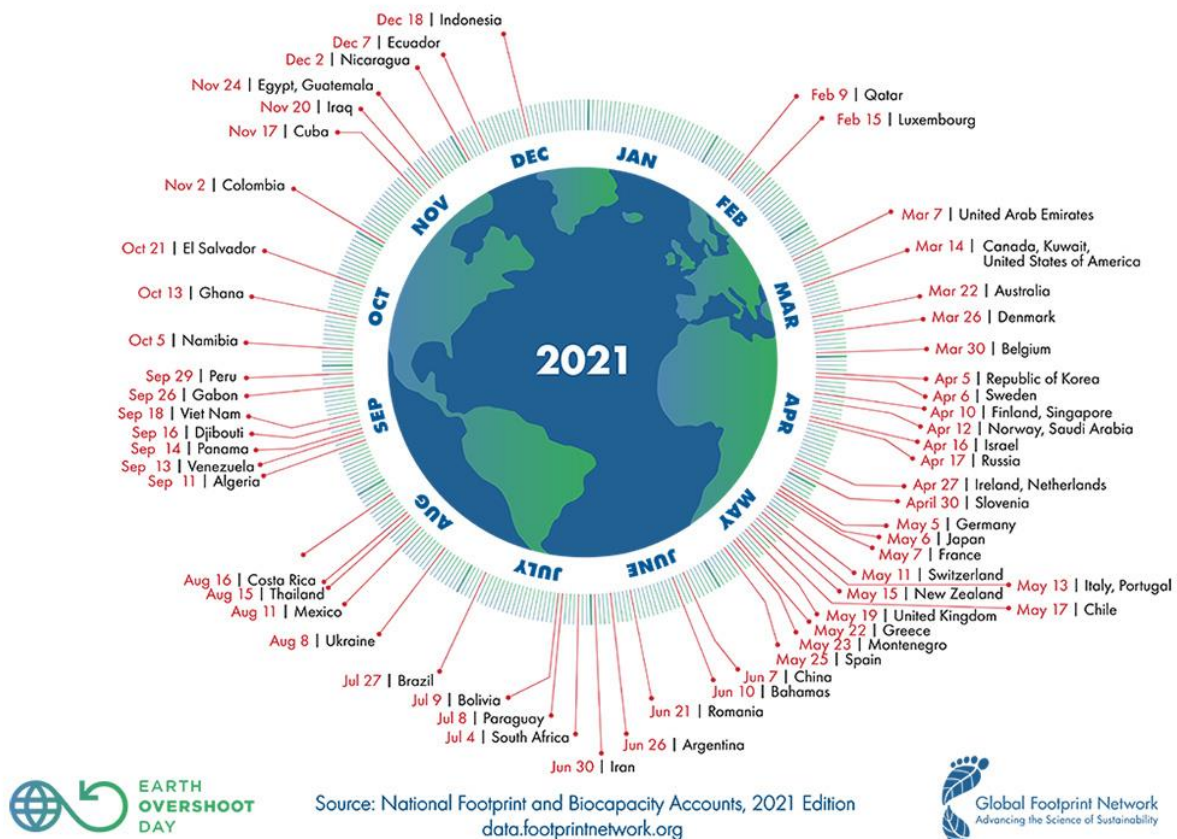 Dec 18 | Indonesia
Dec 7 | Ecuador
Dec 2 | Nicaragua
Nov 24 | Egypt, Guatemala
Nov 20 | Iraq
Nov 17 | Cuba
Nov 2 | Colombia
Oct 21 | El Salvador
Oct 13 | Ghana
Oct 5 | Namibia
Sep 29 | Peru
Sep 26 | Gabon
Sep 18 | Viet Nam
Sep 16 | Djibouti
Sep 14 | Panama
Sep 13 | Venezuela
Sep 11 | Algeria
Aug 16 | Costa Rica
Aug 15 | Thailand
Aug 11 | Mexico
Aug 8 | Ukraine
Jul 27 | Brazil
Jul 9 | Bolivia
Jul 8 | Paraguay
Jul 4 | South Africa
Feb 9 | Qatar
Feb 15 | Luxembourg
Mar 7 | United Arab Emirates
Mar 14 | Canada, Kuwait,
United States of America
Mar 22 | Australia
Mar 26 | Denmark
Mar 30 | Belgium
Apr 5 | Republic of Korea
Apr 6 | Sweden
Apr 10 | Finland, Singapore
Apr 12 | Norway, Saudi Arabia
Apr 16 | Israel
Apr 17 | Russia
Apr 27 | Ireland, Netherlands
April 30 | Slovenia
May 5 | Germany
May 6 | Japan
May 7 | France
May 11 | Switzerland
May 13 | Italy, Portugal
May 15 | New Zealand
May 17 | Chile
May 19 | United Kingdom
May 22 | Greece
May 23 | Montenegro
May 25 | Spain
Jun 7 | China
Jun 10 | Bahamas
Jun 21 | Romania
Jun 26 | Argentina
Jun 30 | Iran
JAN
FEB
MAR
APR
MAY
JUNE
JULY
AUG
SEP
OCT
NOV
DEC
2021
EARTH
OVERSHOOT
DAY
Source: National Footprint and Biocapacity Accounts, 2021 Edition
data.footprintnetwork.org
Global Footprint Network
Advancing the Science of Sustainability